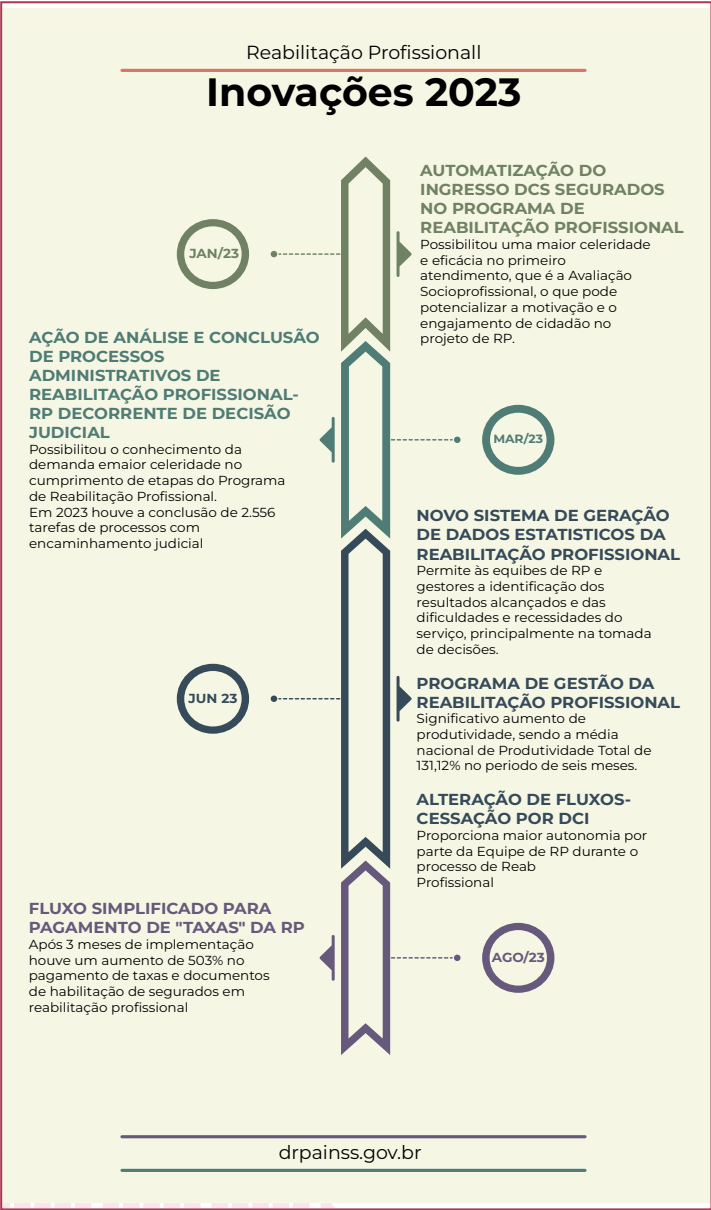 Reabilitação Profissionall
Inovações 2023
JAN/23
AUTOMATIZAÇÃO DO
INGRESSO DCS SEGURADOS
NO PROGRAMA DE
REABILITAÇÃO PROFISSIONAL
Possibilitou uma maior celeridade
e eficácia no primeiro
atendimento, que é a Avaliação
Socioprofissional, o que pode
potencializar a motivação e o
engajamento de cidadão no
projeto de RP.
AÇÃO DE ANÁLISE E CONCLUSÃO
DE PROCESSOS
ADMINISTRATIVOS DE
REABILITAÇÃO PROFISSIONAL-
RP DECORRENTE DE DECISÃO
JUDICIAL
Possibilitou o conhecimento da
demanda emaior celeridade no
cumprimento de etapas do Programa
de Reabilitação Profissional.
Em 2023 houve a conclusão de 2.556
tarefas de processos com
encaminhamento judicial
MAR/23
NOVO SISTEMA DE GERAÇÃO
DE DADOS ESTATISTICOS DA
REABILITAÇÃO PROFISSIONAL
Permite às equibes de RP e
gestores a identificação dos
resultados alcançados e das
dificuldades e recessidades do
serviço, principalmente na tomada
de decisões.
JUN 23
PROGRAMA DE GESTÃO DA
REABILITAÇÃO PROFISSIONAL
Significativo aumento de
produtividade, sendo a média
nacional de Produtividade Total de
131,12% no periodo de seis meses.
ALTERAÇÃO DE FLUXOS-
CESSAÇÃO POR DCI
Proporciona maior autonomia por
parte da Equipe de RP durante o
processo de Reab
Profissional
FLUXO SIMPLIFICADO PARA
PAGAMENTO DE "TAXAS" DA RP
Após 3 meses de implementação
houve um aumento de 503% no
pagamento de taxas e documentos
de habilitação de segurados em
reabilitação profissional
AGO/23
drpainss.gov.br